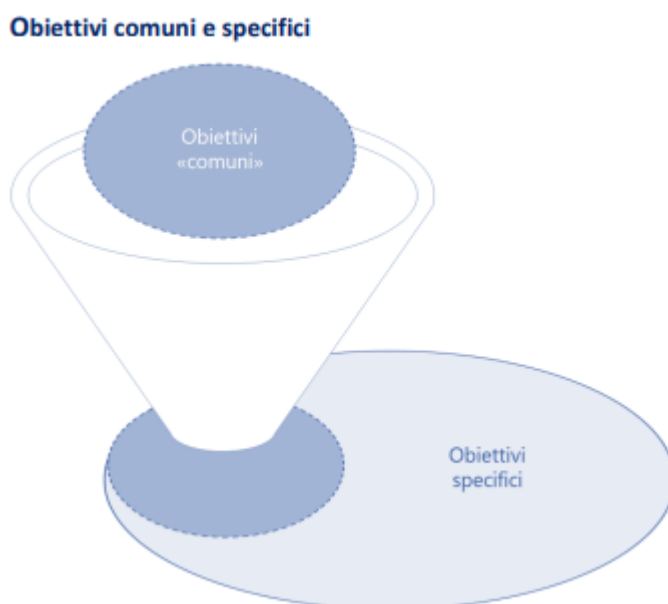 Obiettivi comuni e specifici
Obiettivi
«comuni»
Obiettivi
specifici